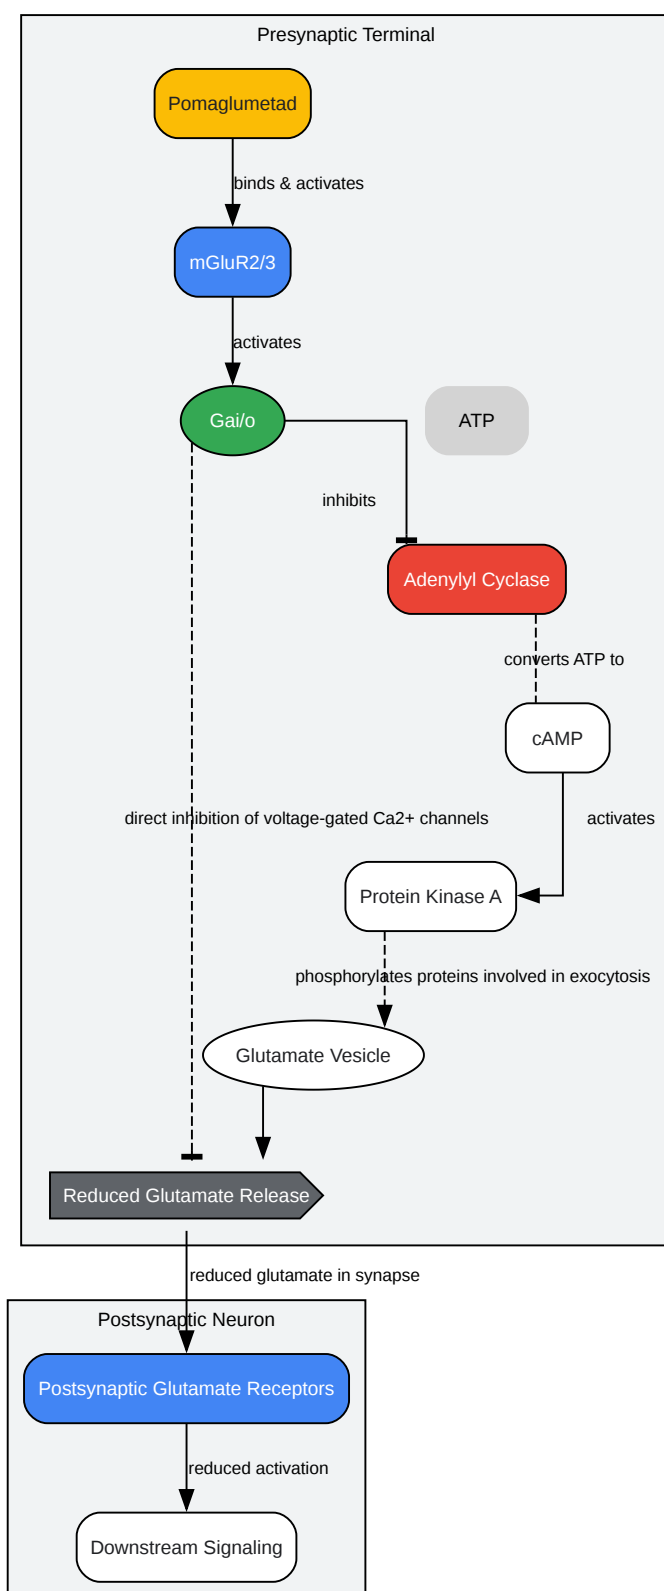 Presynaptic Terminal
Pomaglumetad
binds & activates
mGluR2/3
activates
Gai/o
ATP
inhibits
Adenylyl Cyclase
converts ATP to
cAMP
direct inhibition of voltage-gated Ca2+ channels
activates
Protein Kinase A
phosphorylates proteins involved in exocytosis
Glutamate Vesicle
Reduced Glutamate Release
reduced glutamate in synapse
Postsynaptic Neuron
Postsynaptic Glutamate Receptors
reduced activation
Downstream Signaling